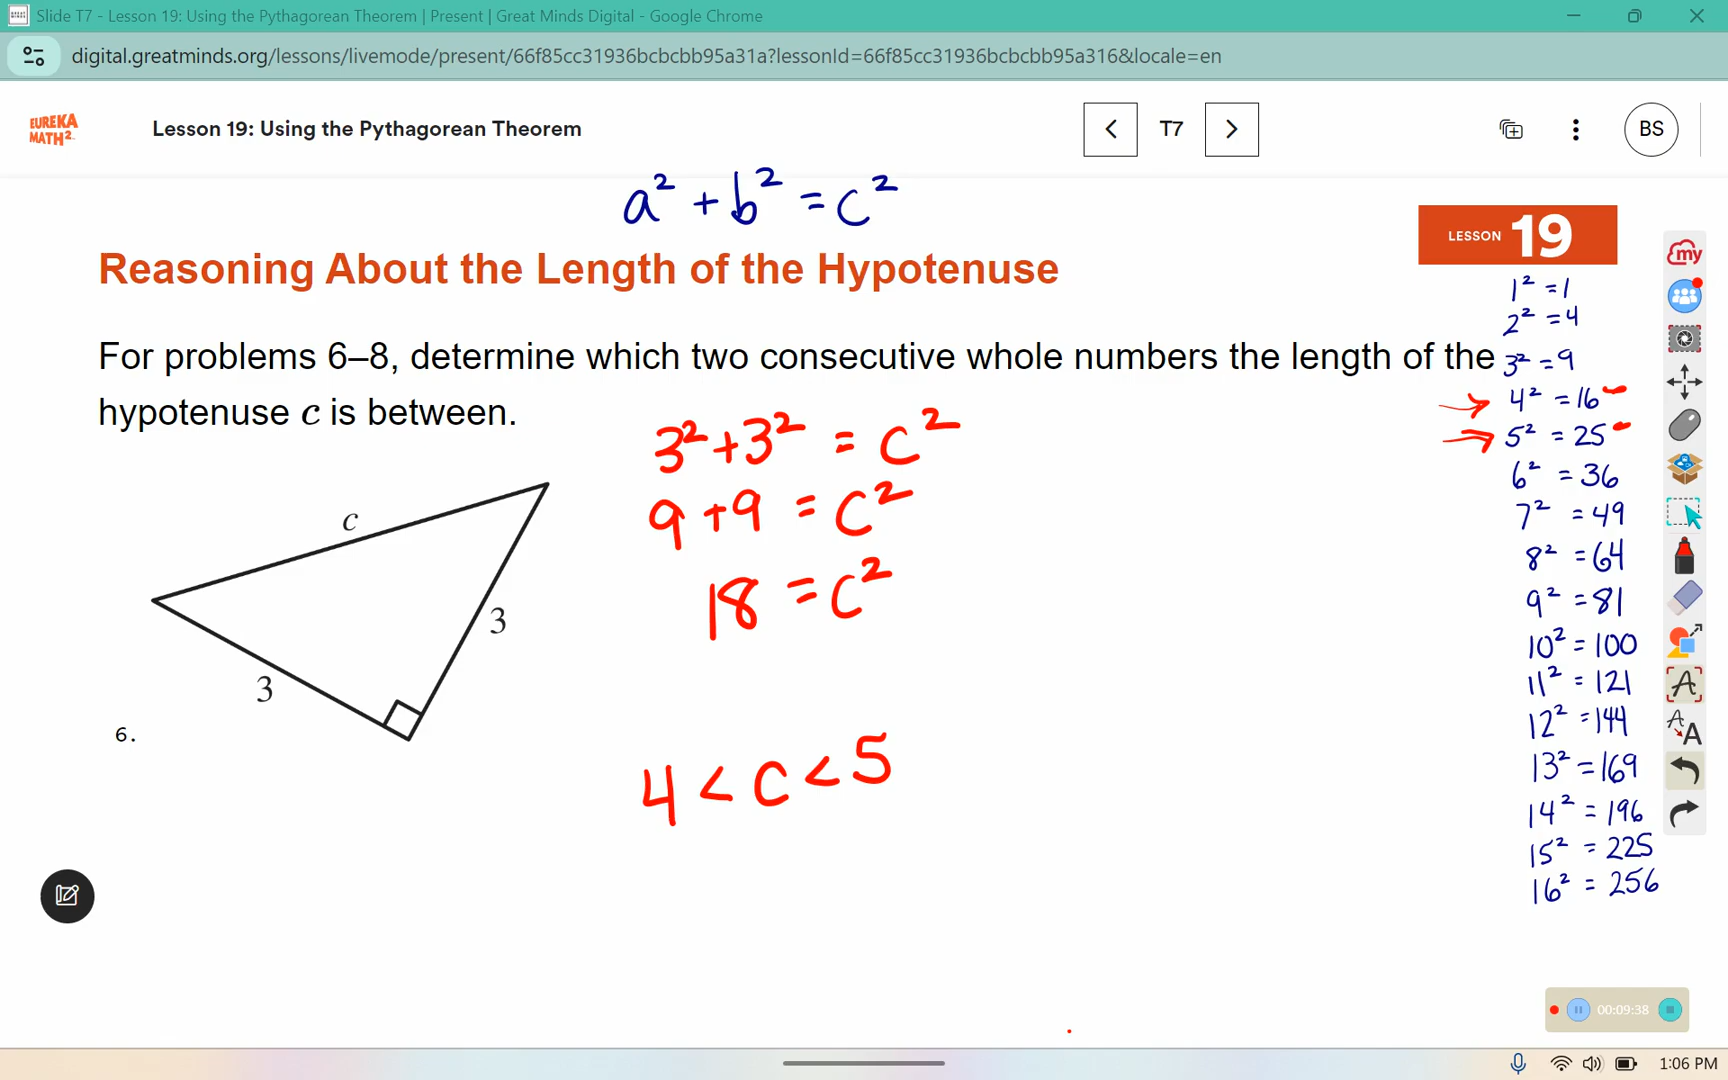 Slide T7 - Lesson 19: Using the Pythagorean Theorem | Present | Great Minds Digital - Google Chrome
digital.greatminds.org/lessons/livemode/present/66f85cc31936bcbcbb95a31a?lessonId=66f85cc31936bcbcbb95a316&locale=en
EUREKA
MATH²
Lesson 19: Using the Pythagorean Theorem
T7
BS
a² + b² = c²
LESSON 19
Reasoning About the Length of the Hypotenuse
For problems 6–8, determine which two consecutive whole numbers the length of the
hypotenuse c is between.
3² + 3² = c²
9 + 9 = c²
18 = c²
4 < c < 5
c
3
3
6.
1² = 1
2² = 4
3² = 9
4² = 16
5² = 25
6² = 36
7² = 49
8² = 64
9² = 81
10² = 100
11² = 121
12² = 144
13² = 169
14² = 196
15² = 225
16² = 256
my
A
A A
00:09:38
1:06 PM